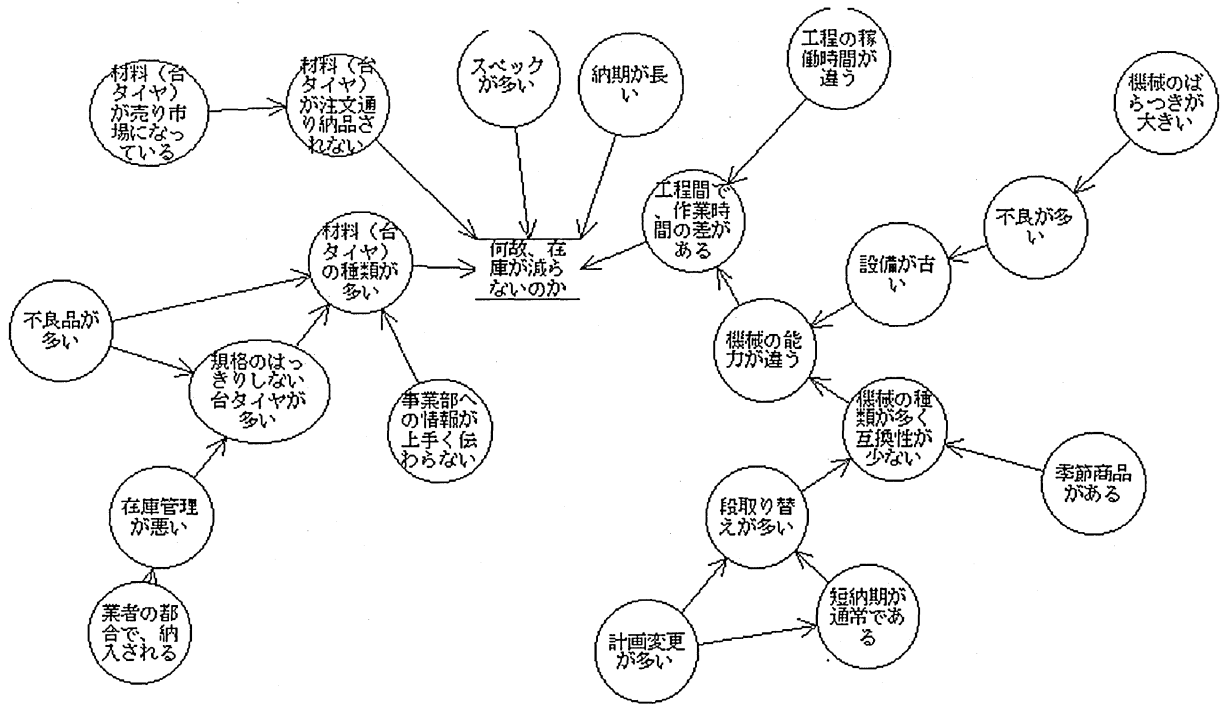 材料（台
タイヤ）
が売り市
場になっ
ている
材料（台
タイヤ）
が注文通
り納品さ
れない
スペック
が多い
納期が長
い
工程の稼
働時間が
違う
機械のば
らつきが
大きい
工程間で
、作業時
間の差が
ある
不良が多
い
設備が古
い
材料（台
タイヤ）
の種類が
多い
何故、在
庫が減ら
ないのか
不良品が
多い
規格のはっ
きりしない
台タイヤが
多い
機械の能
力が違う
事業部へ
の情報が
上手く伝
わらない
機械の種
類が多く
互換性が
少ない
季節商品
がある
在庫管理
が悪い
段取り替
えが多い
業者の都
合で、納
入される
計画変更
が多い
短納期が
通常であ
る